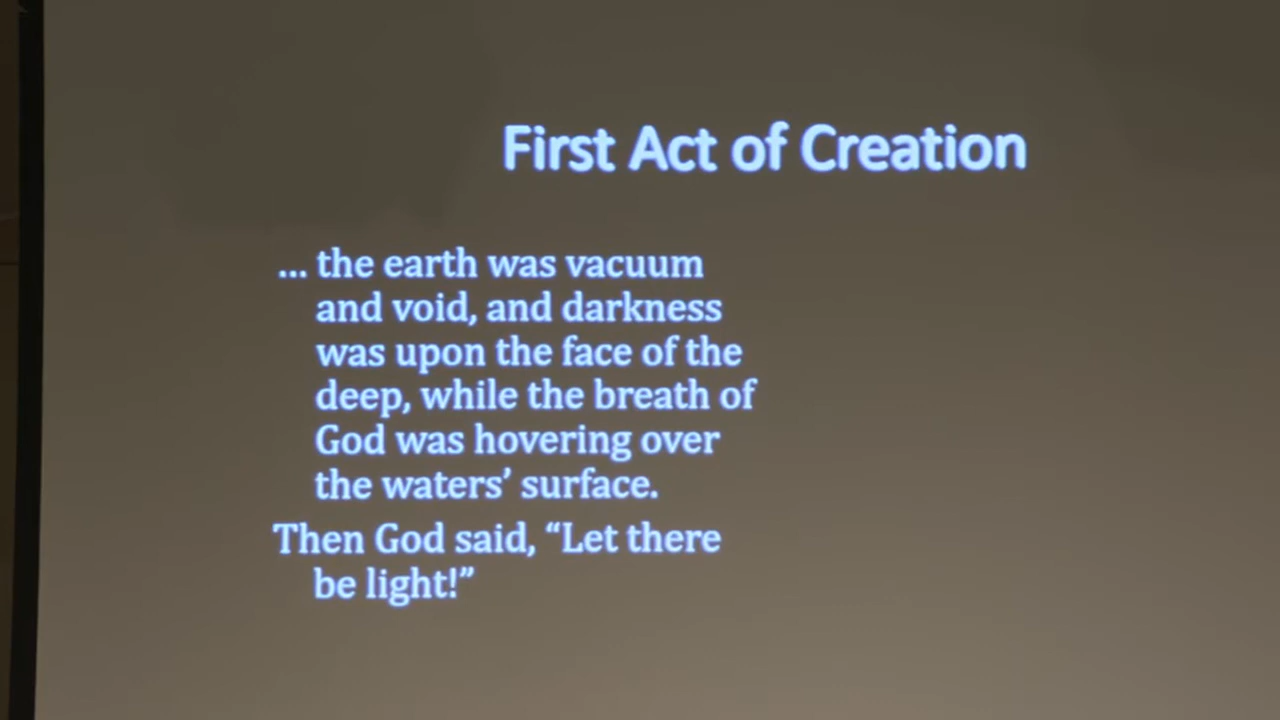 First Act of Creation
... the earth was vacuum
and void, and darkness
was upon the face of the
deep, while the breath of
God was hovering over
the waters’ surface.
Then God said, “Let there
be light!”